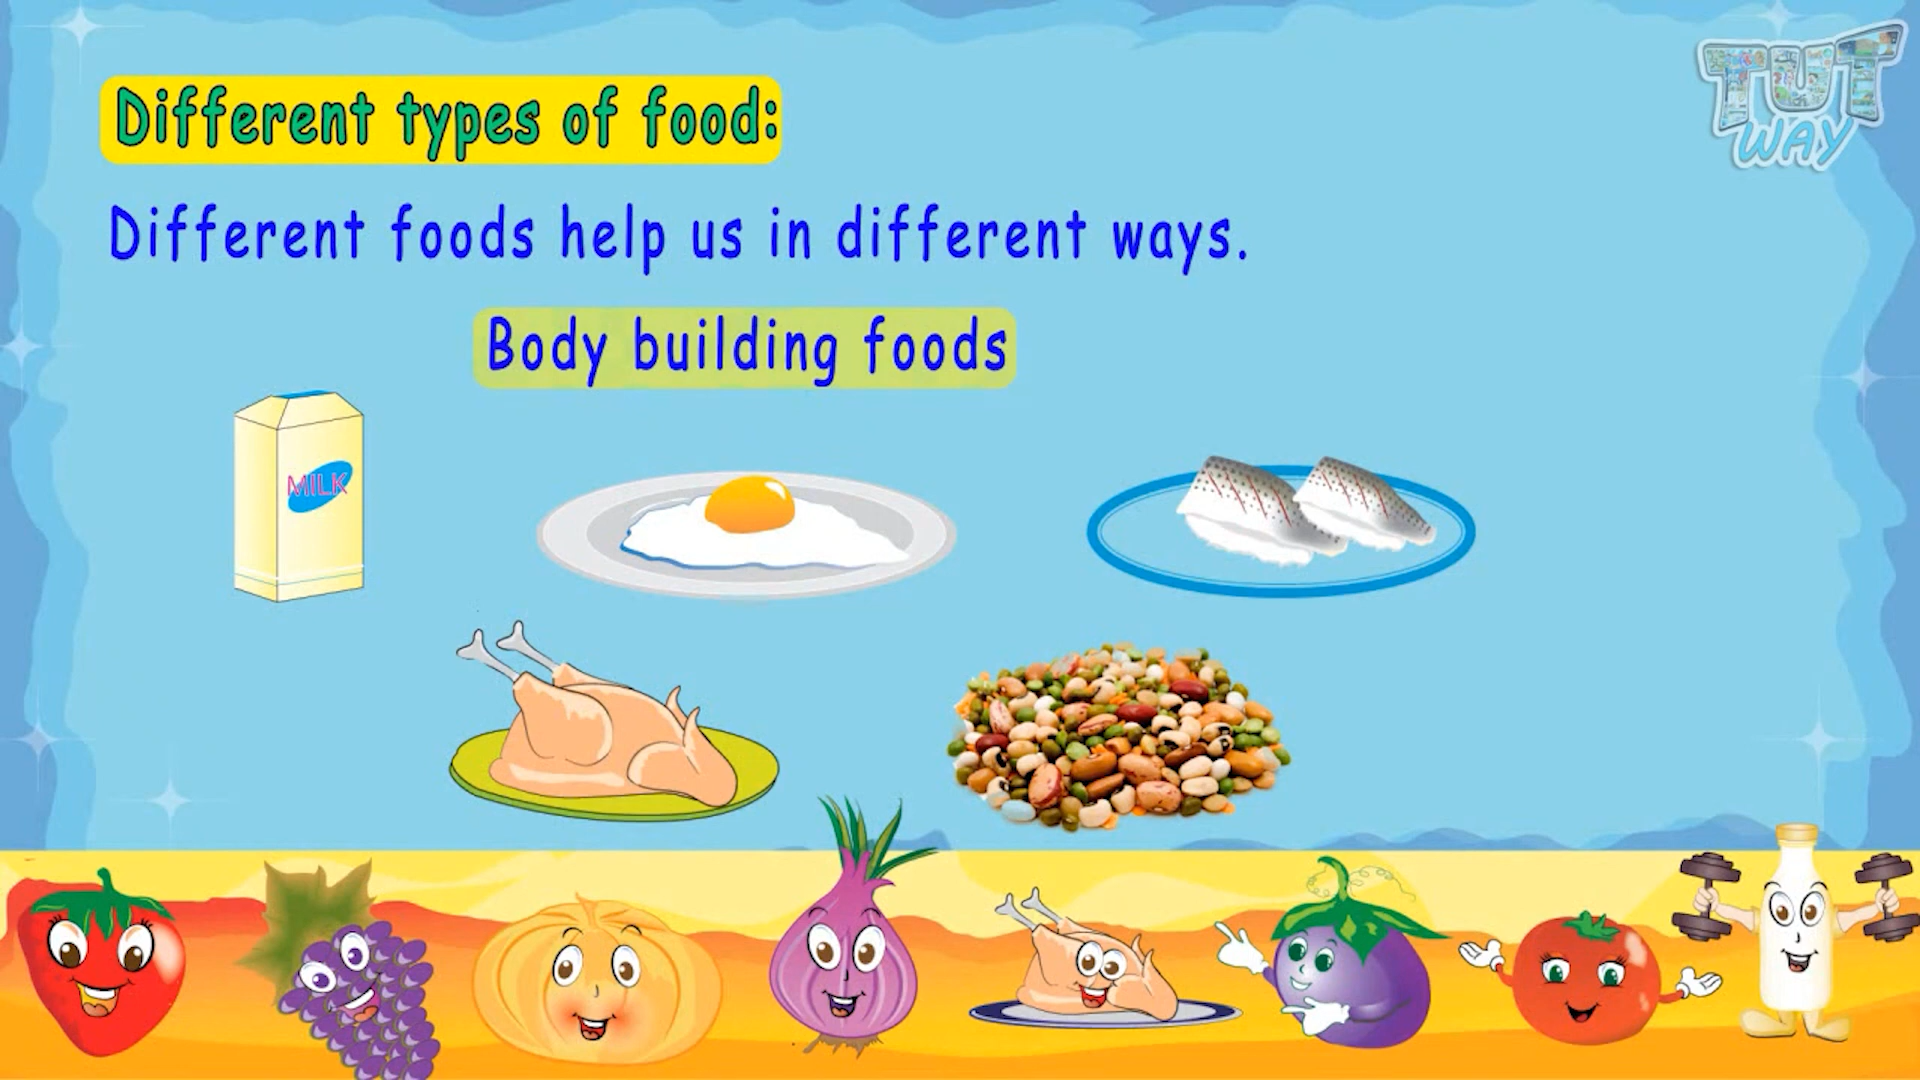 TUT
WAY
Different types of food:
Different foods help us in different ways.
Body building foods
MILK